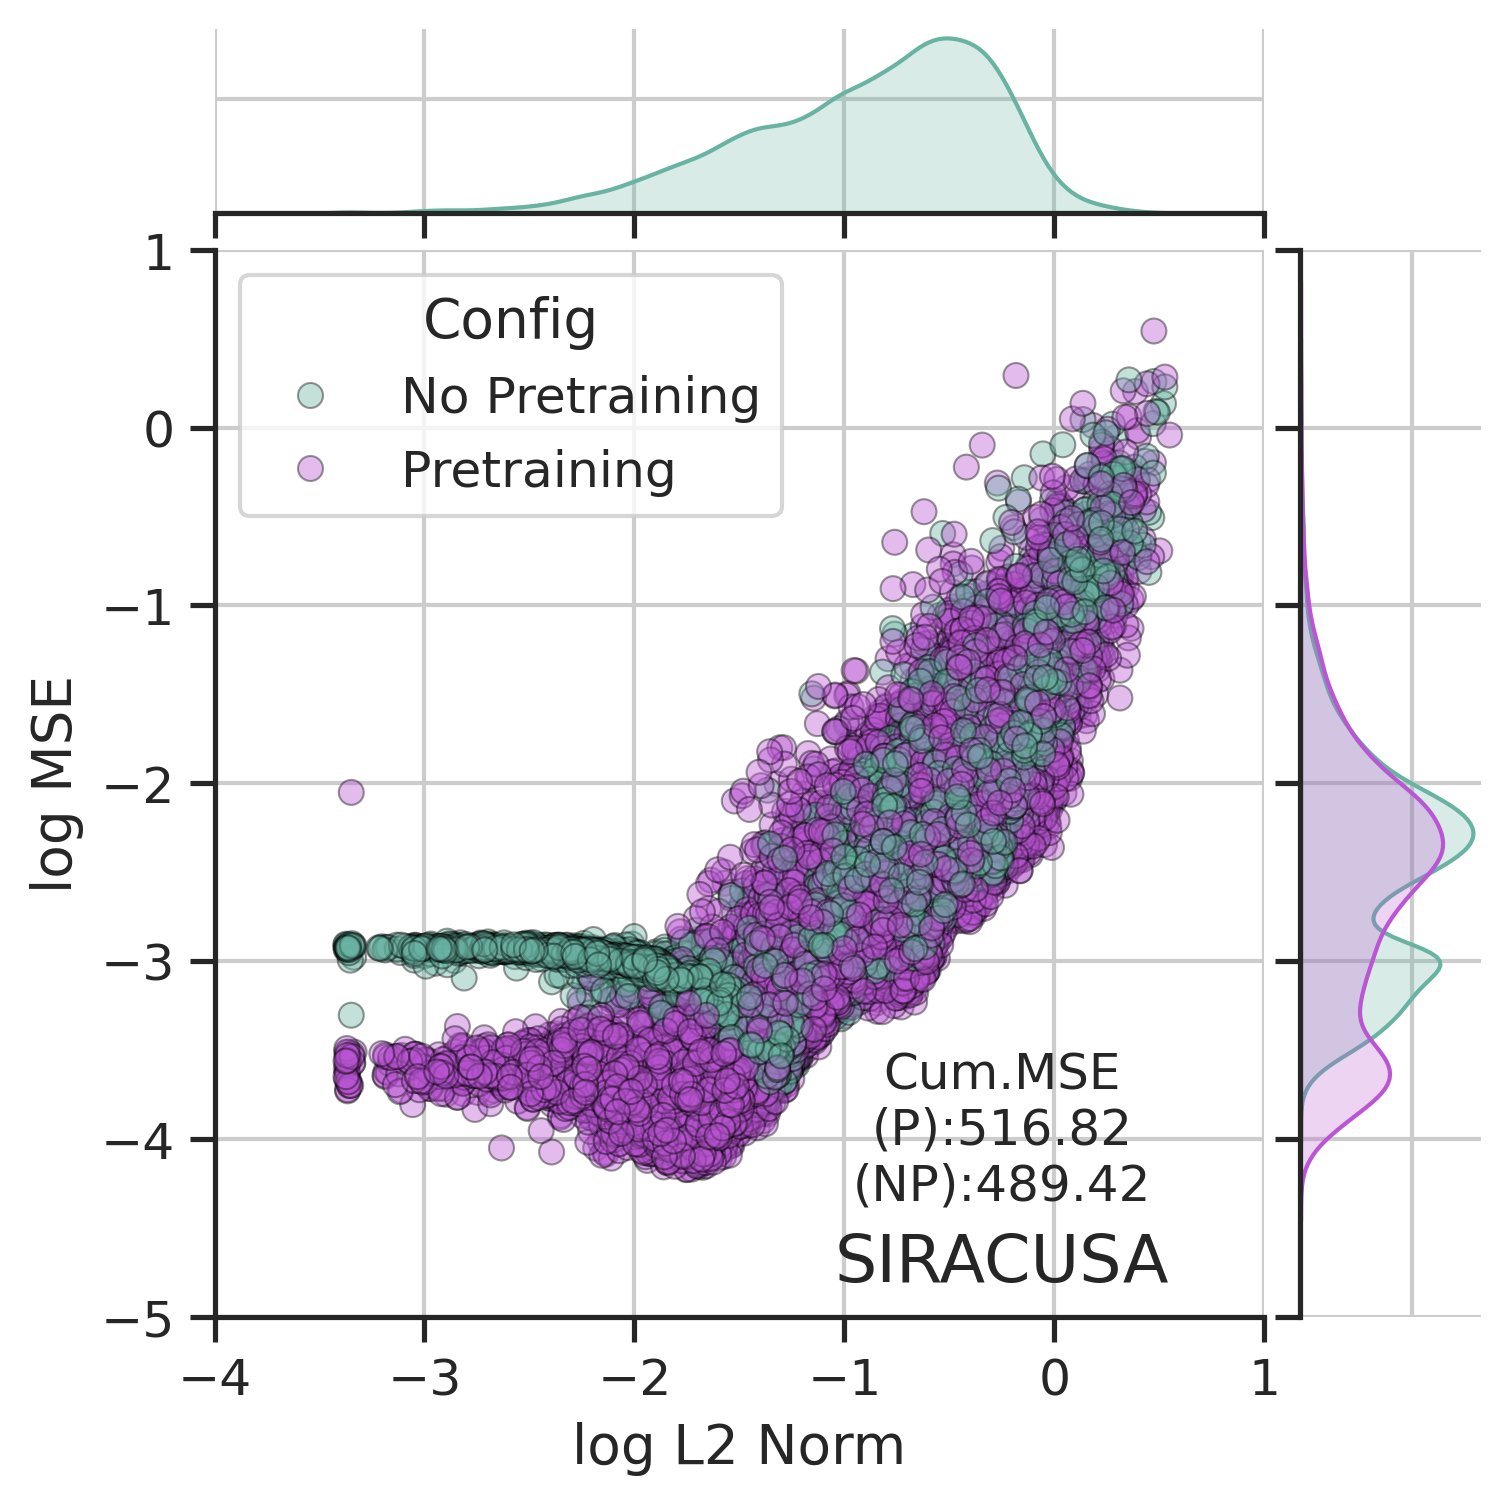 1
Config
No Pretraining
0
Pretraining
−1
log MSE
−2
−3
Cum.MSE
(P):516.82
−4
(NP):489.42
SIRACUSA
−5
−4 −3 −2 −1 0 1
log L2 Norm